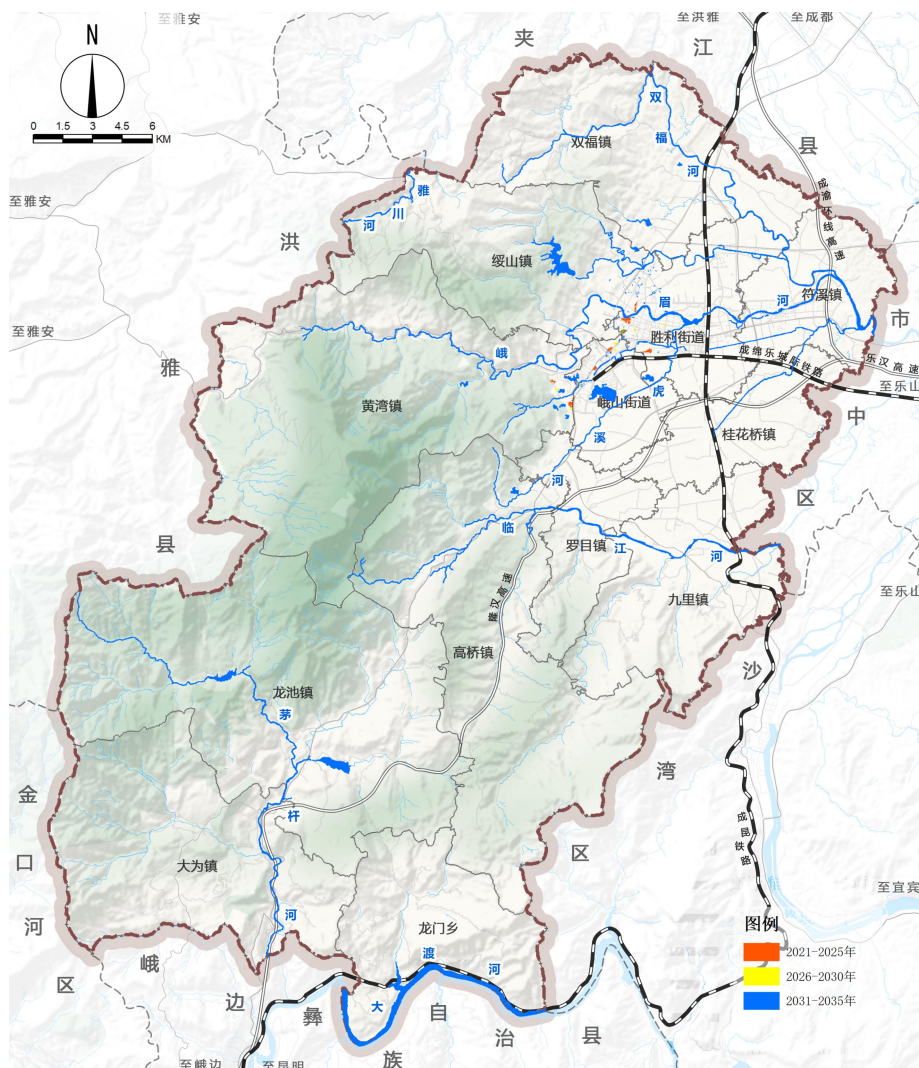 至雅安
至洪雅
至成都
N
夹
江
县
0 1.5 3 4.5 6
KM
双
福
河
双福镇
至雅安
雅
川
河
洪
成渝环线高速
绥山镇
符溪镇
市
眉
河
胜利街道
至雅安
雅
峨
成绵乐城际铁路
乐汉高速
至乐山
黄湾镇
虎
峨山街道
溪
中
桂花桥镇
河
区
临
江
河
罗目镇
县
隆汉高速
九里镇
至乐山
高桥镇
沙
龙池镇
茅
湾
金
杆
成昆铁路
口
大为镇
区
至宜宾
河
河
龙门乡
图例
2021-2025年
2026-2030年
2031-2035年
区
峨
渡
河
大
边
彝
自
治
县
族
至峨边
至昆明